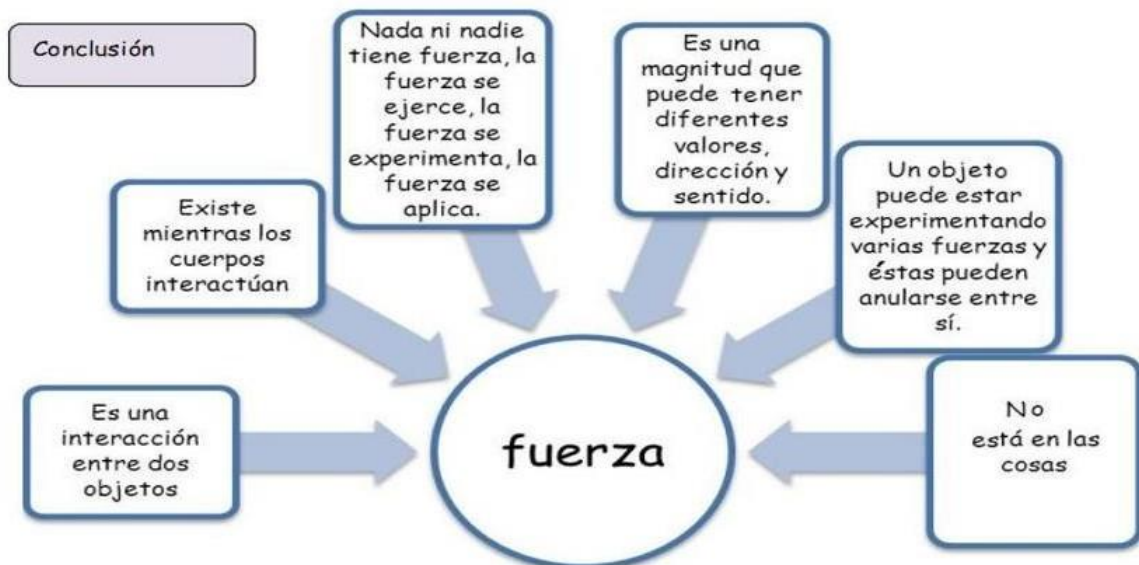 Conclusión
Nada ni nadie
tiene fuerza, la
fuerza se
ejerce, la
fuerza se
experimenta, la
fuerza se
aplica.
Es una
magnitud que
puede tener
diferentes
valores,
dirección y
sentido.
Existe
mientras los
cuerpos
interactúan
Un objeto
puede estar
experimentando
varias fuerzas y
éstas pueden
anularse entre
sí.
Es una
interacción
entre dos
objetos
fuerza
No
está en las
cosas